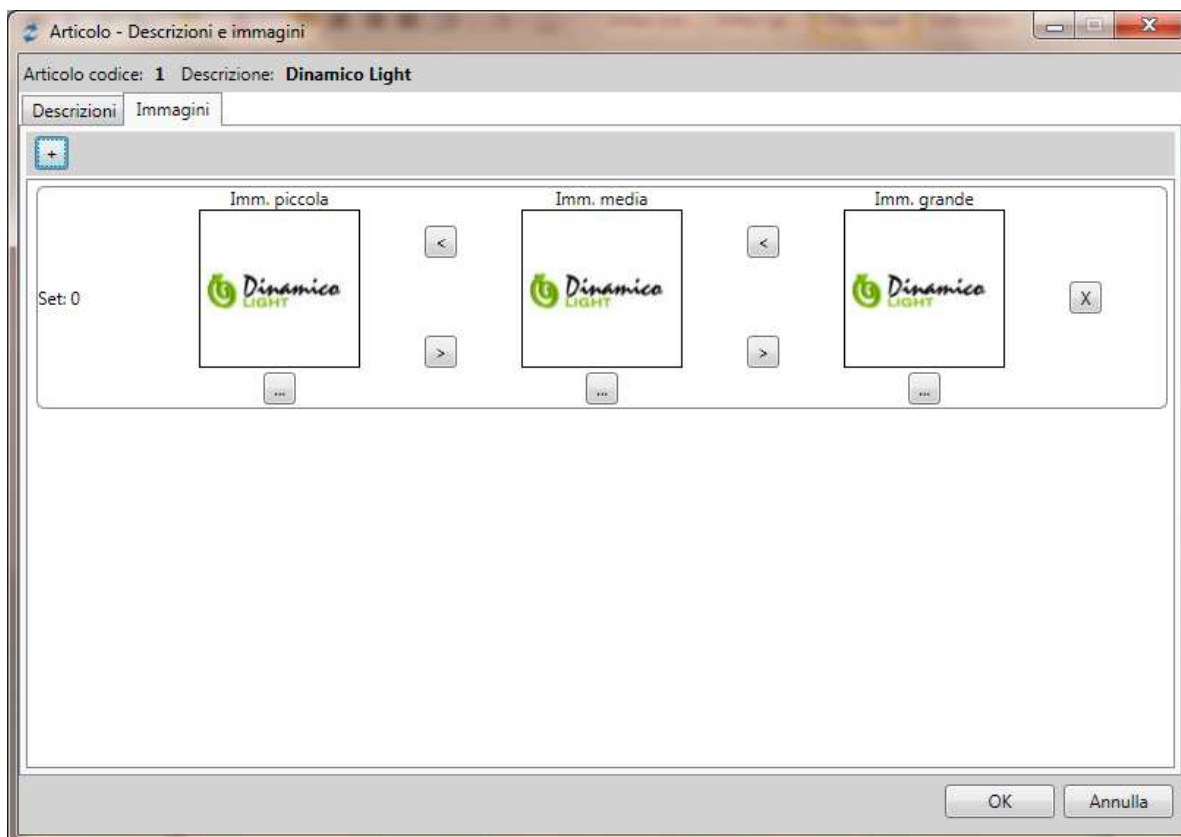 Articolo - Descrizioni e immagini
Articolo codice: 1 Descrizione: Dinamico Light
Descrizioni Immagini
+
Imm. piccola Imm. media Imm. grande
< <
Set: 0 Dinamico LIGHT Dinamico LIGHT Dinamico LIGHT X
> >
... ... ...
OK Annulla